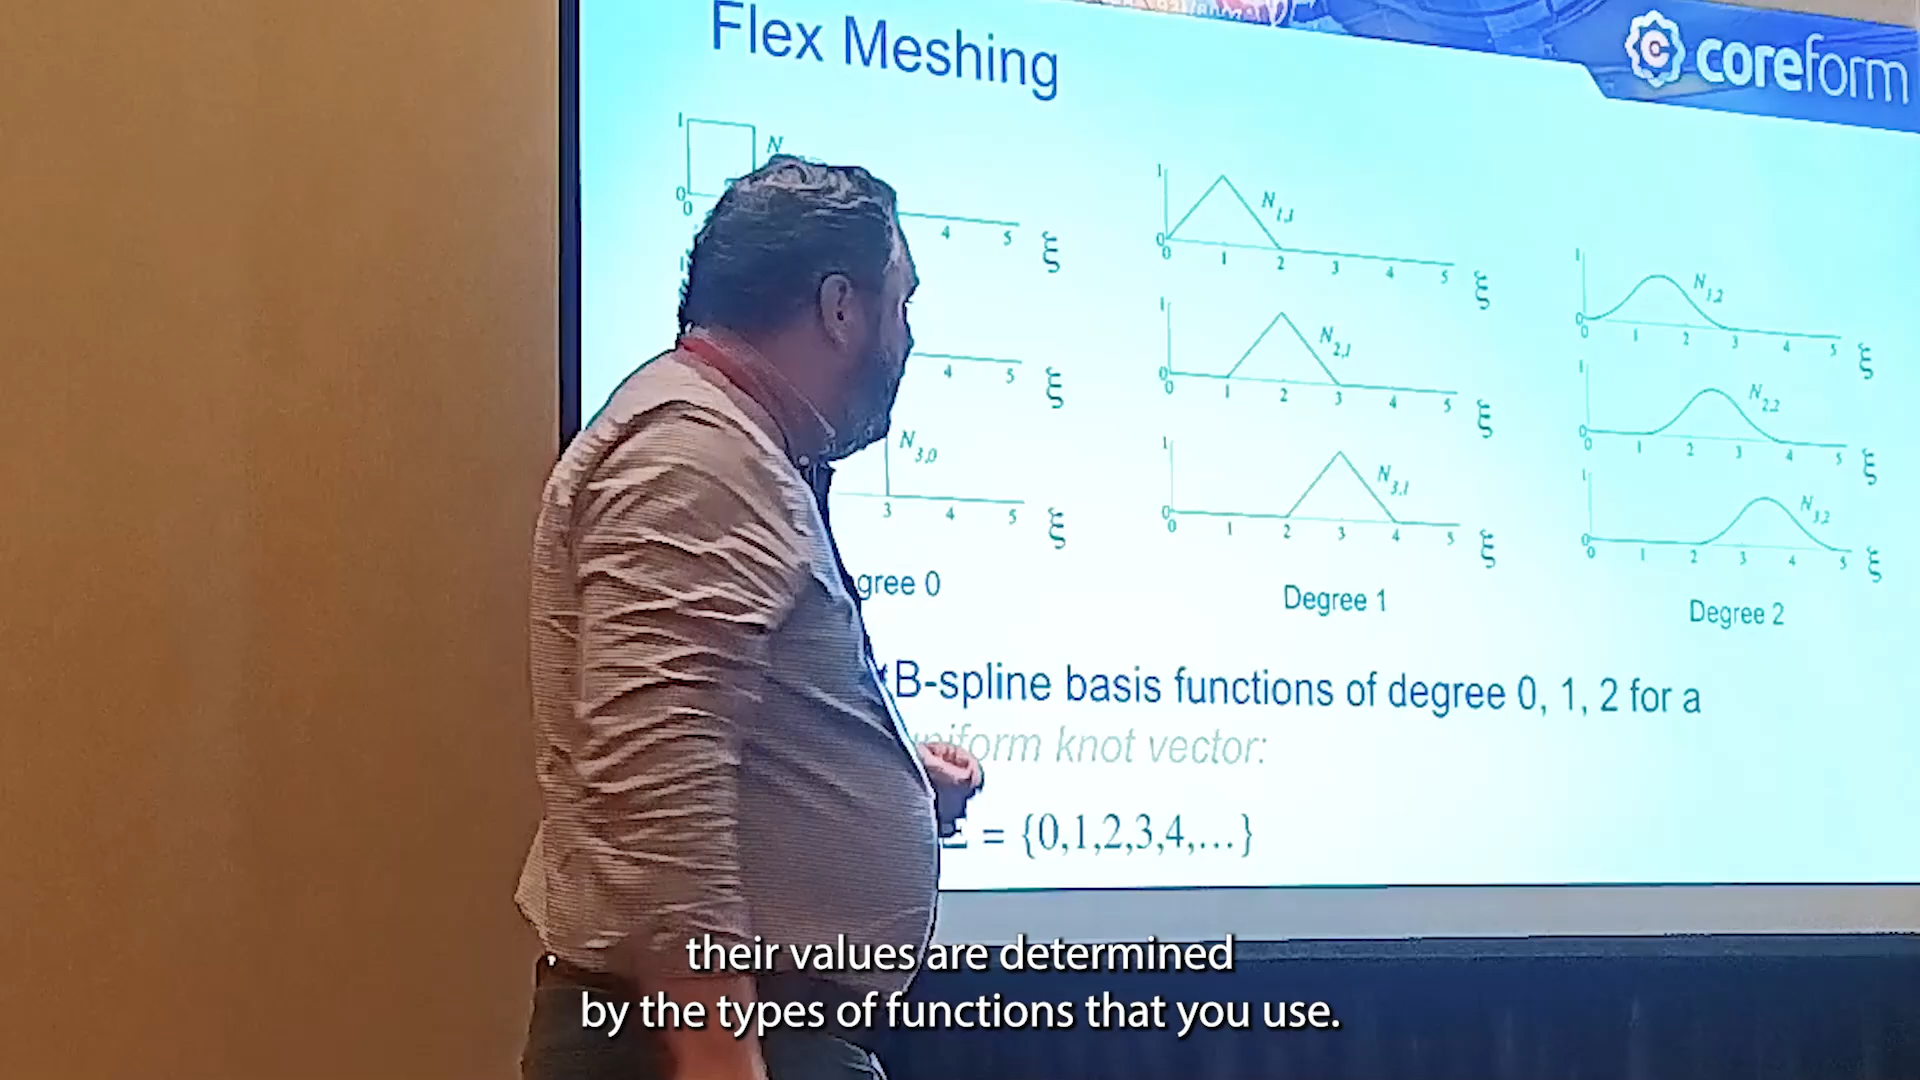 Flex Meshing
coreform
1
N
0
0
4 5 ξ
4 5 ξ
N3,0
3 4 5 ξ
gree 0
1
N1,1
0
0 1 2 3 4 5 ξ
1
N2,1
0
0 1 2 3 4 5 ξ
1
N3,1
0
0 1 2 3 4 5 ξ
Degree 1
1
N1,2
0
0 1 2 3 4 5 ξ
1
N2,2
0
0 1 2 3 4 5 ξ
1
N3,2
0
0 1 2 3 4 5 ξ
Degree 2
B-spline basis functions of degree 0, 1, 2 for a
uniform knot vector:
Ξ = {0,1,2,3,4,…}
their values are determined
by the types of functions that you use.